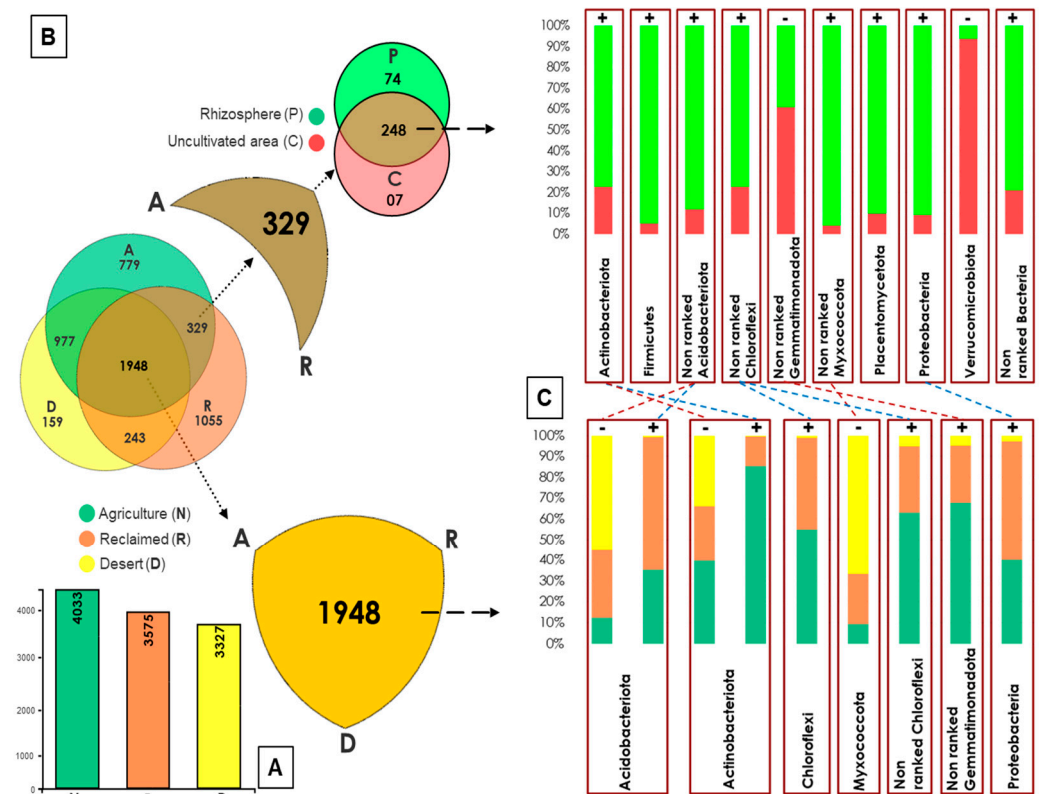 B
P
74
248
C
07
Rhizosphere (P)
Uncultivated area (C)
A
329
R
A
779
977
329
1948
D
159
R
1055
243
Agriculture (N)
Reclaimed (R)
Desert (D)
A
R
1948
D
4000
3000
2000
1000
0
4033
3575
3327
A
100%
90%
80%
70%
60%
50%
40%
30%
20%
10%
0%
+ + + + - + + + - +
Actinobacteriota
Firmicutes
Non ranked
Acidobacteriota
Non ranked
Chloroflexi
Non ranked
Gemmatimonadota
Non ranked
Myxococcota
Placentomycetota
Proteobacteria
Verrucomicrobiota
Non
ranked Bacteria
C
100%
90%
80%
70%
60%
50%
40%
30%
20%
10%
0%
- + - + + - + + +
Acidobacteriota
Actinobacteriota
Chloroflexi
Myxococcota
Non
ranked Chloroflexi
Non ranked
Gemmatimonadota
Proteobacteria